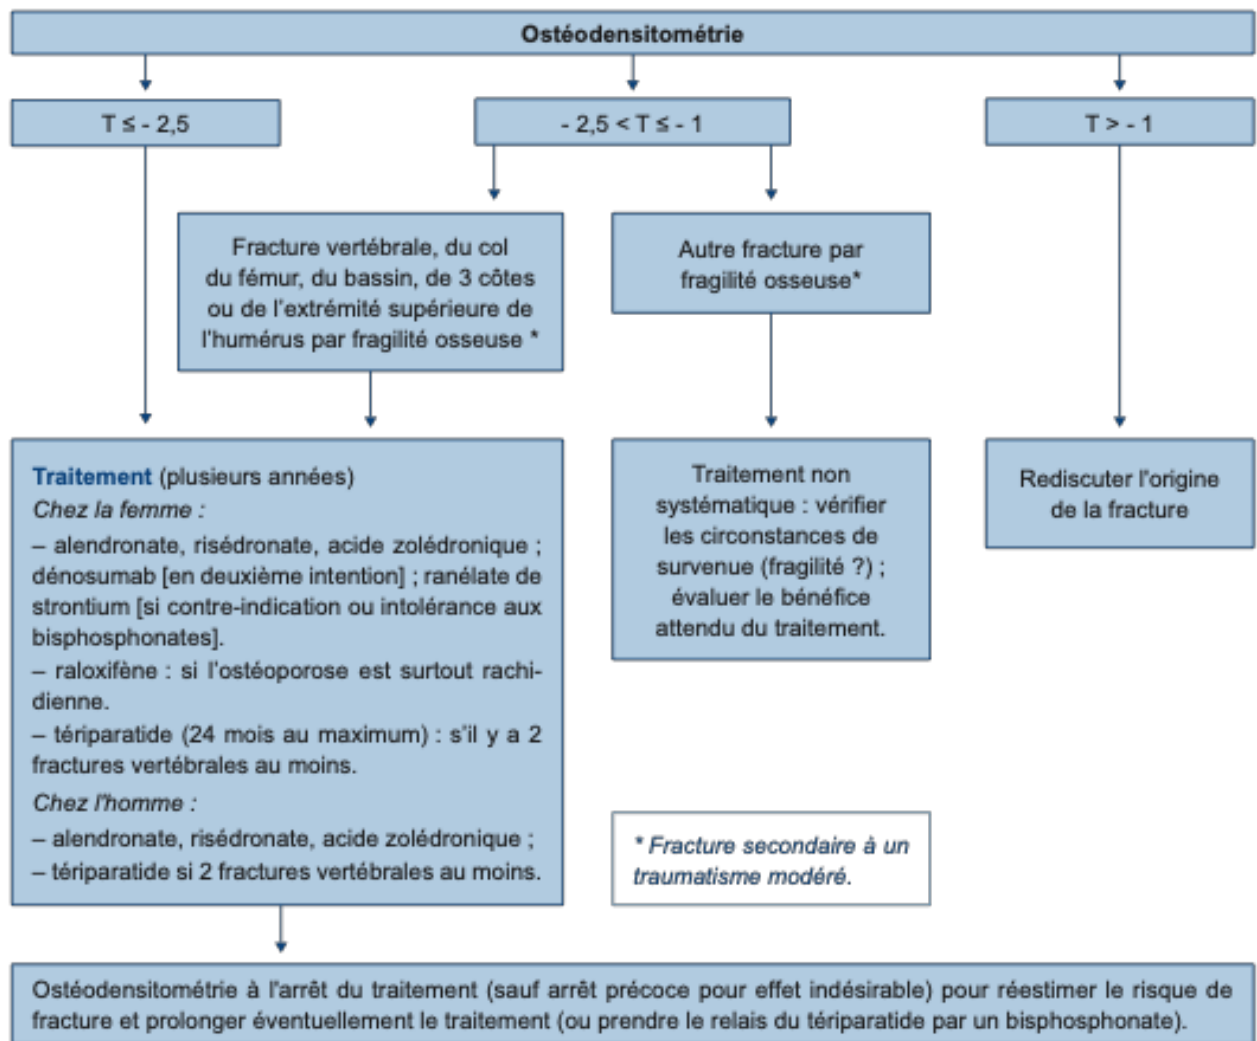 Ostéodensitométrie
T ≤ - 2,5
- 2,5 < T ≤ - 1
T > - 1
Fracture vertébrale, du col
du fémur, du bassin, de 3 côtes
ou de l'extrémité supérieure de
l'humérus par fragilité osseuse *
Autre fracture par
fragilité osseuse*
Traitement (plusieurs années)
Chez la femme :
– alendronate, risédronate, acide zolédronique ;
dénosumab [en deuxième intention] ; ranélate de
strontium [si contre-indication ou intolérance aux
bisphosphonates].
– raloxifène : si l'ostéoporose est surtout rachi-
dienne.
– tériparatide (24 mois au maximum) : s'il y a 2
fractures vertébrales au moins.
Chez l'homme :
– alendronate, risédronate, acide zolédronique ;
– tériparatide si 2 fractures vertébrales au moins.
Traitement non
systématique : vérifier
les circonstances de
survenue (fragilité ?) ;
évaluer le bénéfice
attendu du traitement.
Rediscuter l'origine
de la fracture
* Fracture secondaire à un
traumatisme modéré.
Ostéodensitométrie à l'arrêt du traitement (sauf arrêt précoce pour effet indésirable) pour réestimer le risque de
fracture et prolonger éventuellement le traitement (ou prendre le relais du tériparatide par un bisphosphonate).